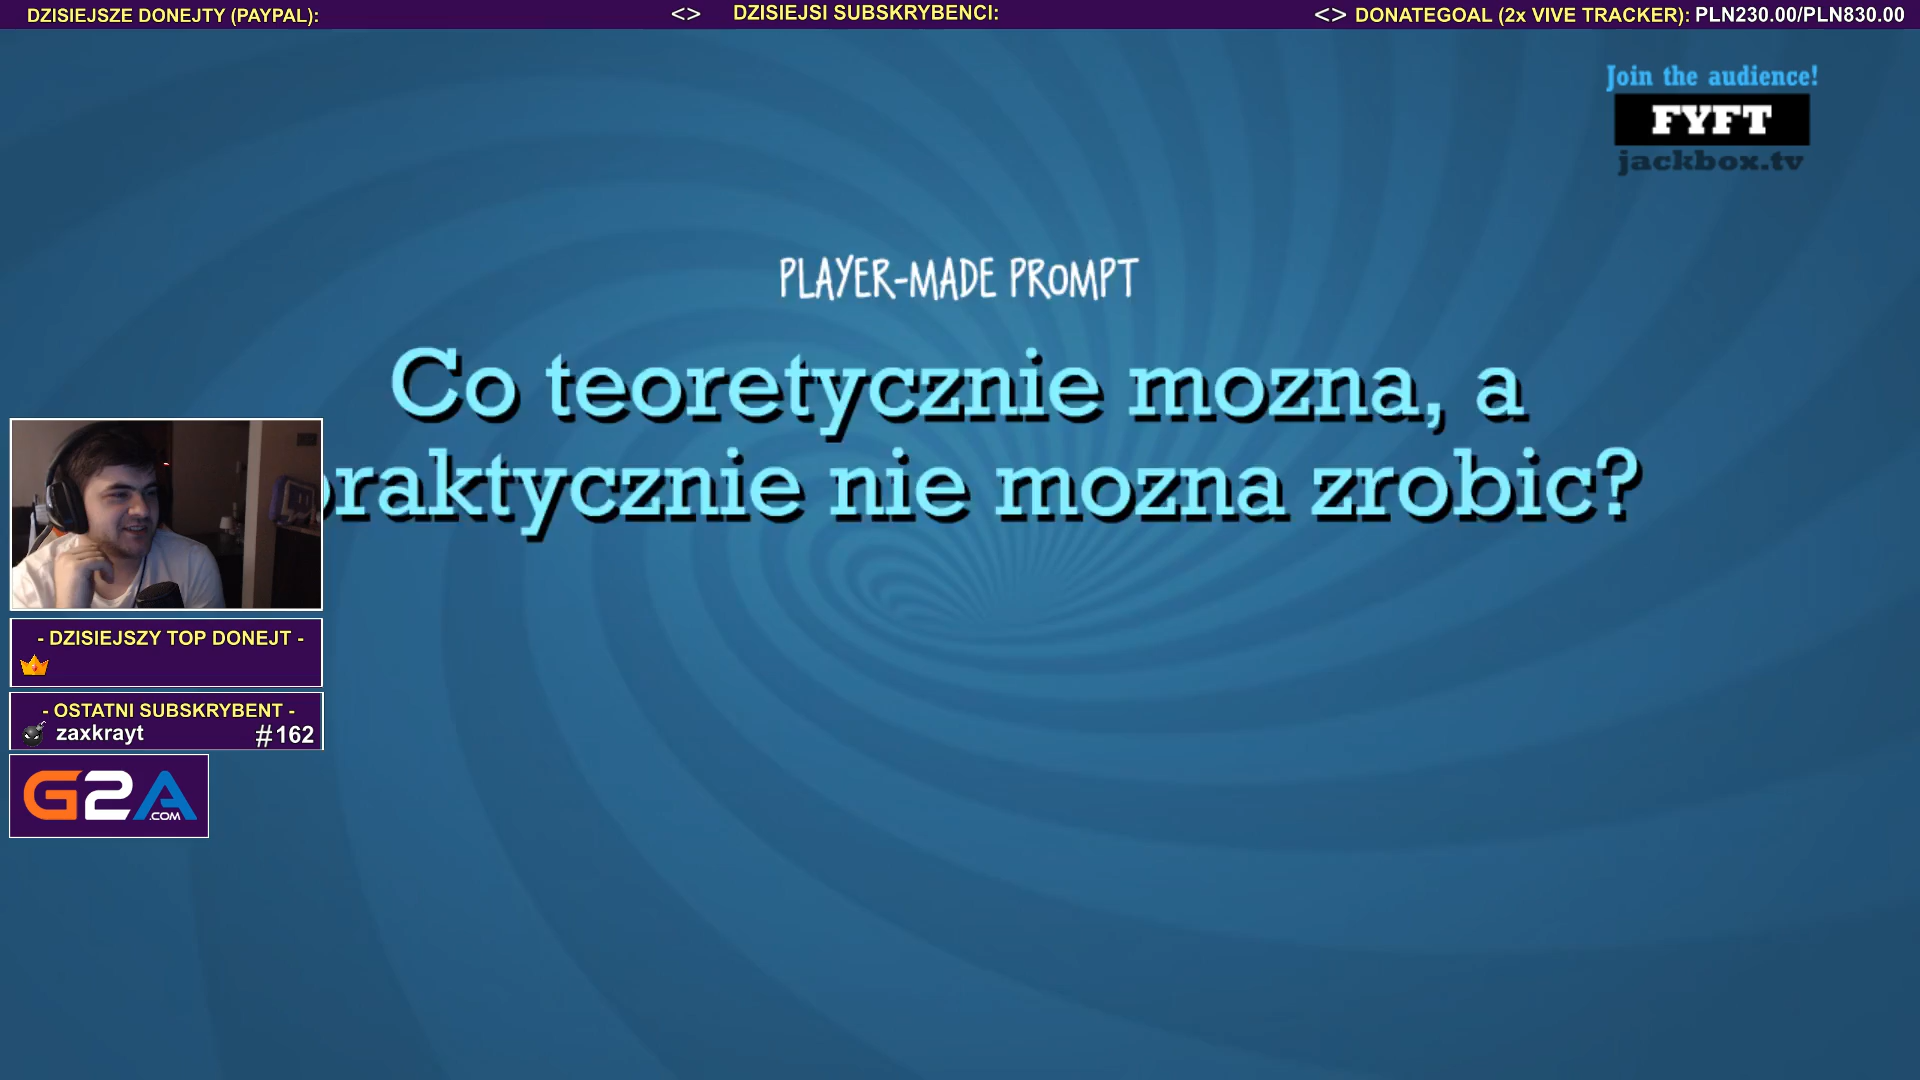 DZISIEJSZE DONEJTY (PAYPAL):
<> DZISIEJSI SUBSKRYBENCI:
<> DONATEGOAL (2x VIVE TRACKER): PLN230.00/PLN830.00
Join the audience!
FYFT
jackbox.tv
PLAYER-MADE PROMPT
Co teoretycznie mozna, a
praktycznie nie mozna zrobic?
- DZISIEJSZY TOP DONEJT -
- OSTATNI SUBSKRYBENT -
zaxkrayt #162
G2A
.COM